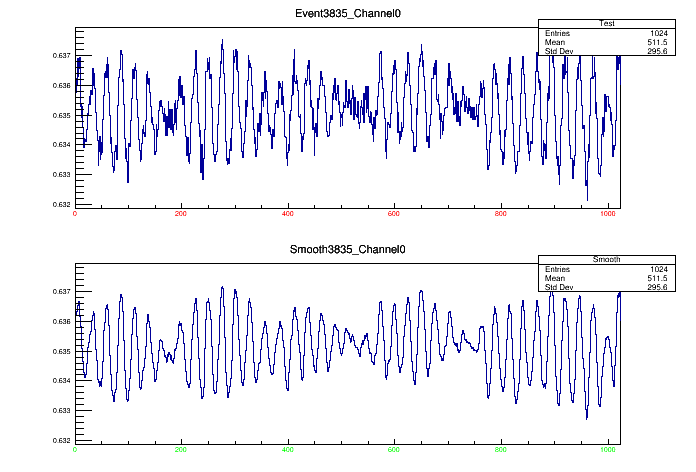 Event3835_Channel0
Test
Entries 1024
Mean 511.5
Std Dev 295.6
0.637
0.636
0.635
0.634
0.633
0.632
0 200 400 600 800 1000
Smooth3835_Channel0
Smooth
Entries 1024
Mean 511.5
Std Dev 295.6
0.637
0.636
0.635
0.634
0.633
0.632
0 200 400 600 800 1000